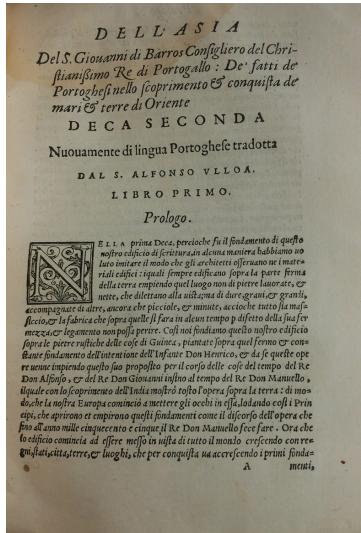 DELL'ASIA
Del S. Giouanni di Barros Consigliero del Chri-
stianißimo Re di Portogallo: De' fatti de
Portoghesi nello scoprimento & conquista de
mari & terre di Oriente
DECA SECONDA
Nuouamente di lingua Portoghese tradotta
DAL S. ALFONSO VLLOA.
LIBRO PRIMO.
Prologo.
NELLA prima Deca, percioche fu il fondamento di questo
nostro edificio di scrittura, in alcuna maniera habbiamo uo
luto imitare il modo che gli architetti osseruano ne i mate-
riali edifici: iquali sempre edificano sopra la parte ferma
della terra empiendo quel luogo non di pietre lauorate, &
nette, che dilettano alla uista; ma di dure, graui, & grandi,
accompagnate di altre, ancora che picciole, & minute, accioche tutto sia mas-
siccio, & la fabrica che sopra quelle si fara in alcun tempo p difetto della sua fer
mezza, & legamento non possa perire. Cosi noi fondiamo questo nostro edificio
sopra le pietre rustiche delle cose di Guinea, piantate sopra quel fermo & con-
stante fondamento dell'intentione dell'Infante Don Henrico, & da se queste ope
re uenne impiendo questo suo proposito per il corso delle cose del tempo del Re
Don Alfonso, & del Re Don Giouanni insino al tempo del Re Don Manuello,
ilquale con lo scoprimento dell'India mostrò tosto l'opera sopra la terra: di mo-
do, che la nostra Europa cominciò a mettere gli occhi in essa, lodando così i Prin
cipi, che aprirono et empirono questi fondamenti come il discorso dell'opera che
fino all'anno mille cinquecento e cinque il Re Don Manuello fece fare. Ora che
lo edificio comincia ad essere messo in uista di tutto il mondo crescendo con re-
gni, stati, citta, terre, & luoghi, che per conquista ua accrescendo i primi fonda-
A menti,